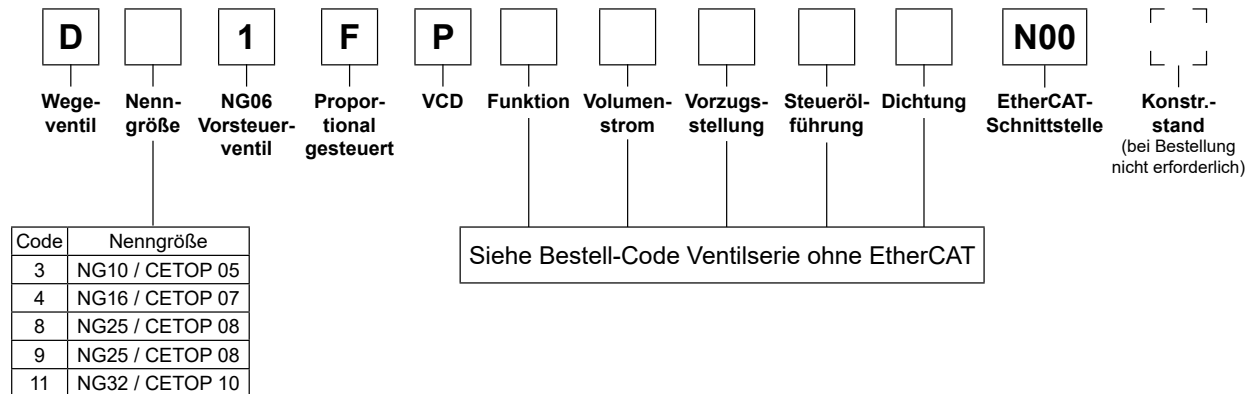 D 1 F P N00
Wege-
ventil
Nenn-
größe
NG06
Vorsteuer-
ventil
Propor-
tional
gesteuert
VCD
Funktion
Volumen-
strom
Vorzugs-
stellung
Steueröl-
führung
Dichtung
EtherCAT-
Schnittstelle
Konstr.-
stand
(bei Bestellung
nicht erforderlich)
Code Nenngröße
3 NG10 / CETOP 05
4 NG16 / CETOP 07
8 NG25 / CETOP 08
9 NG25 / CETOP 08
11 NG32 / CETOP 10
Siehe Bestell-Code Ventilserie ohne EtherCAT